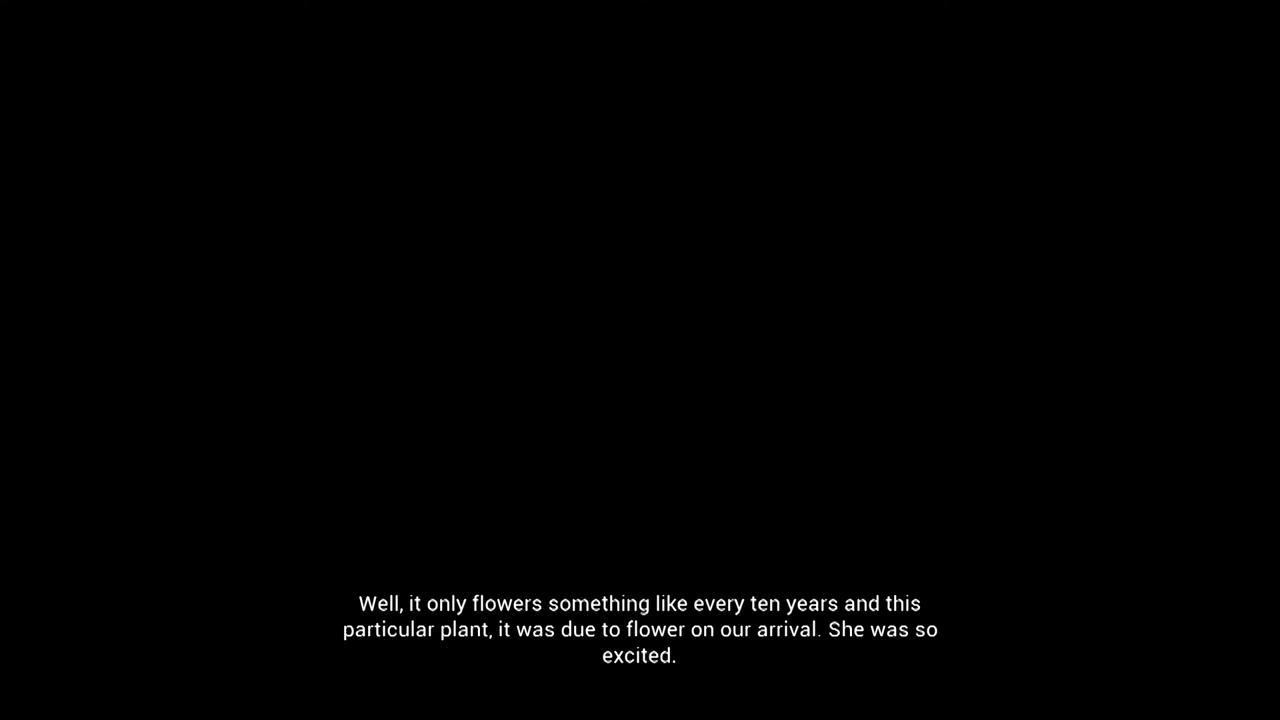 Well, it only flowers something like every ten years and this
particular plant, it was due to flower on our arrival. She was so
excited.